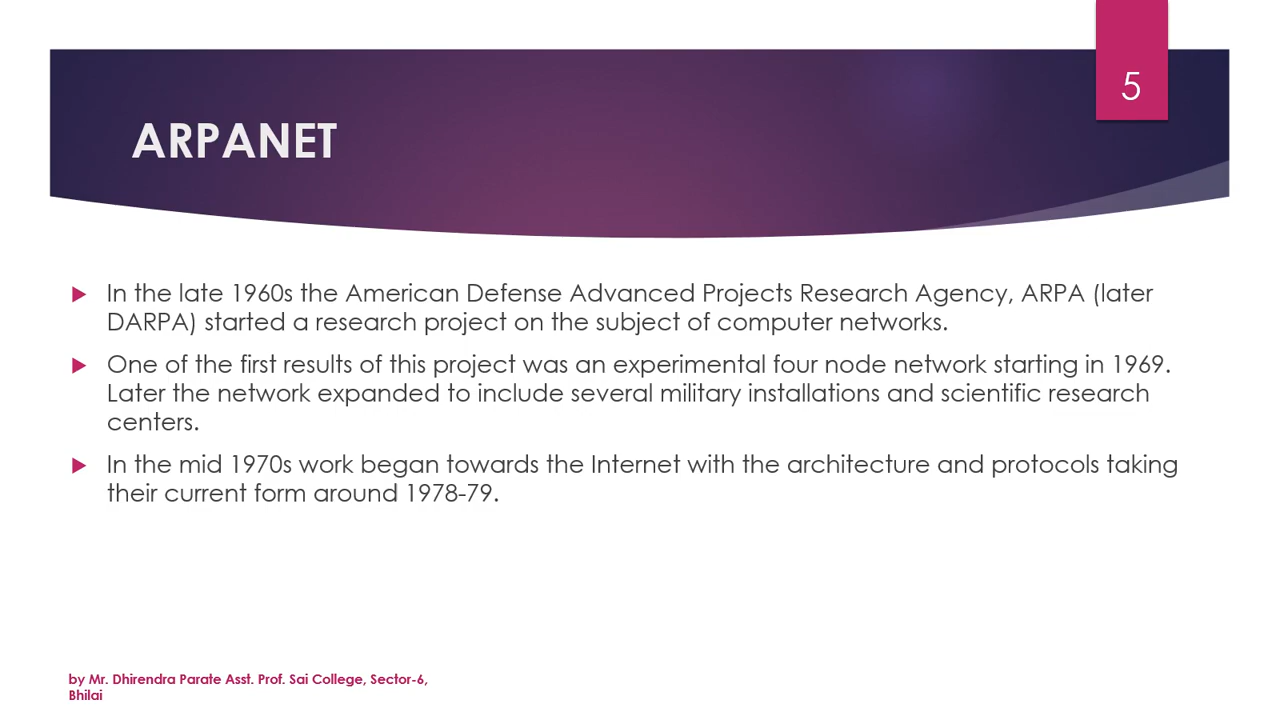 5
ARPANET
In the late 1960s the American Defense Advanced Projects Research Agency, ARPA (later
DARPA) started a research project on the subject of computer networks.
One of the first results of this project was an experimental four node network starting in 1969.
Later the network expanded to include several military installations and scientific research
centers.
In the mid 1970s work began towards the Internet with the architecture and protocols taking
their current form around 1978-79.
by Mr. Dhirendra Parate Asst. Prof. Sai College, Sector-6,
Bhilai